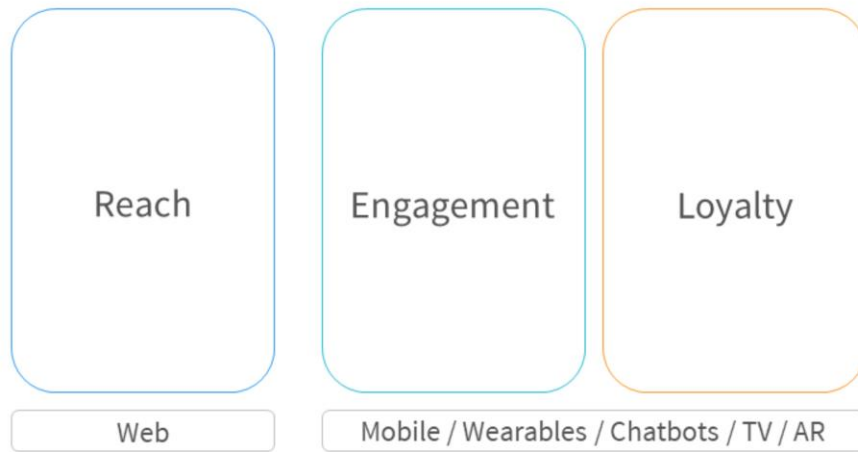 Reach
Engagement
Loyalty
Web
Mobile / Wearables / Chatbots / TV / AR